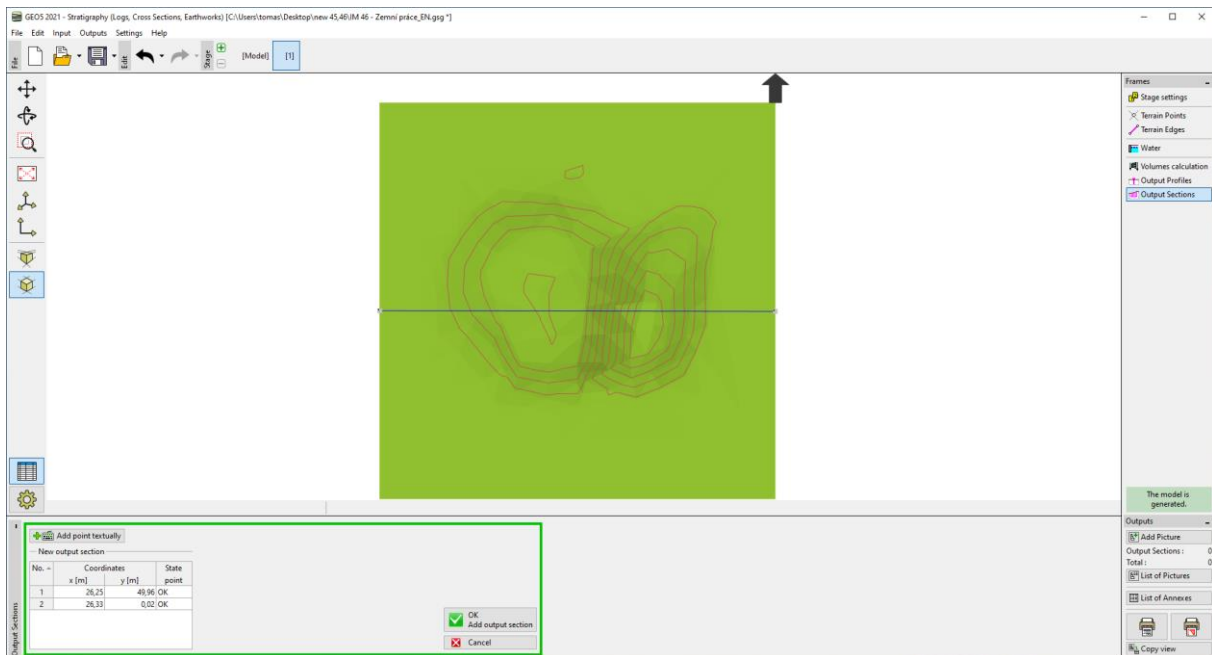 GEO5 2021 - Stratigraphy (Logs, Cross Sections, Earthworks) [C:\Users\tomas\Desktop\new 45,46\IM 46 - Zemní práce_EN.gsg *]
File Edit Input Outputs Settings Help
File
Edit
Stage
[Model]
[1]
Frames
Stage settings
Terrain Points
Terrain Edges
Water
Volumes calculation
Output Profiles
Output Sections
The model is
generated.
Outputs
Add Picture
Output Sections : 0
Total : 0
List of Pictures
List of Annexes
Copy view
Output Sections
Add point textually
New output section
No. Coordinates State
x [m] y [m] point
1 26,25 49,96 OK
2 26,33 0,02 OK
OK
Add output section
Cancel